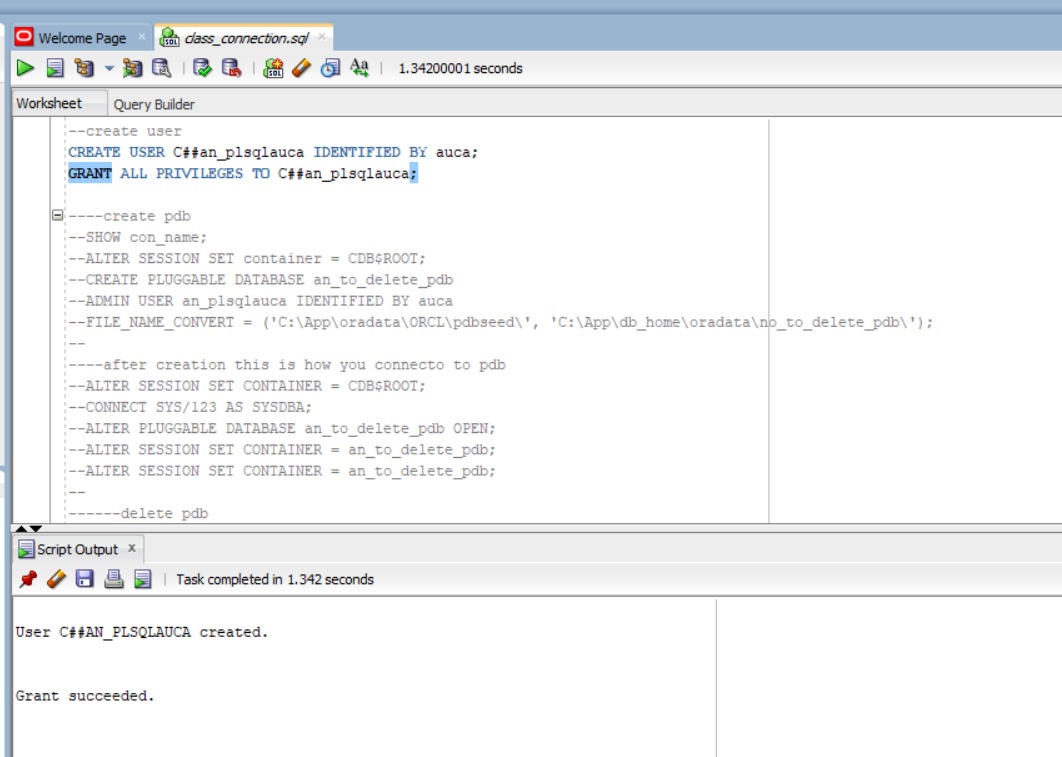 Welcome Page
class_connection.sql
1.34200001 seconds
Worksheet
Query Builder
--create user
CREATE USER C##an_plsqlauca IDENTIFIED BY auca;
GRANT ALL PRIVILEGES TO C##an_plsqlauca;
----create pdb
--SHOW con_name;
--ALTER SESSION SET container = CDB$ROOT;
--CREATE PLUGGABLE DATABASE an_to_delete_pdb
--ADMIN USER an_plsqlauca IDENTIFIED BY auca
--FILE_NAME_CONVERT = ('C:\App\oradata\ORCL\pdbseed\', 'C:\App\db_home\oradata\no_to_delete_pdb\');
--
----after creation this is how you connecto to pdb
--ALTER SESSION SET CONTAINER = CDB$ROOT;
--CONNECT SYS/123 AS SYSDBA;
--ALTER PLUGGABLE DATABASE an_to_delete_pdb OPEN;
--ALTER SESSION SET CONTAINER = an_to_delete_pdb;
--ALTER SESSION SET CONTAINER = an_to_delete_pdb;
--
------delete pdb
Script Output
Task completed in 1.342 seconds
User C##AN_PLSQLAUCA created.
Grant succeeded.